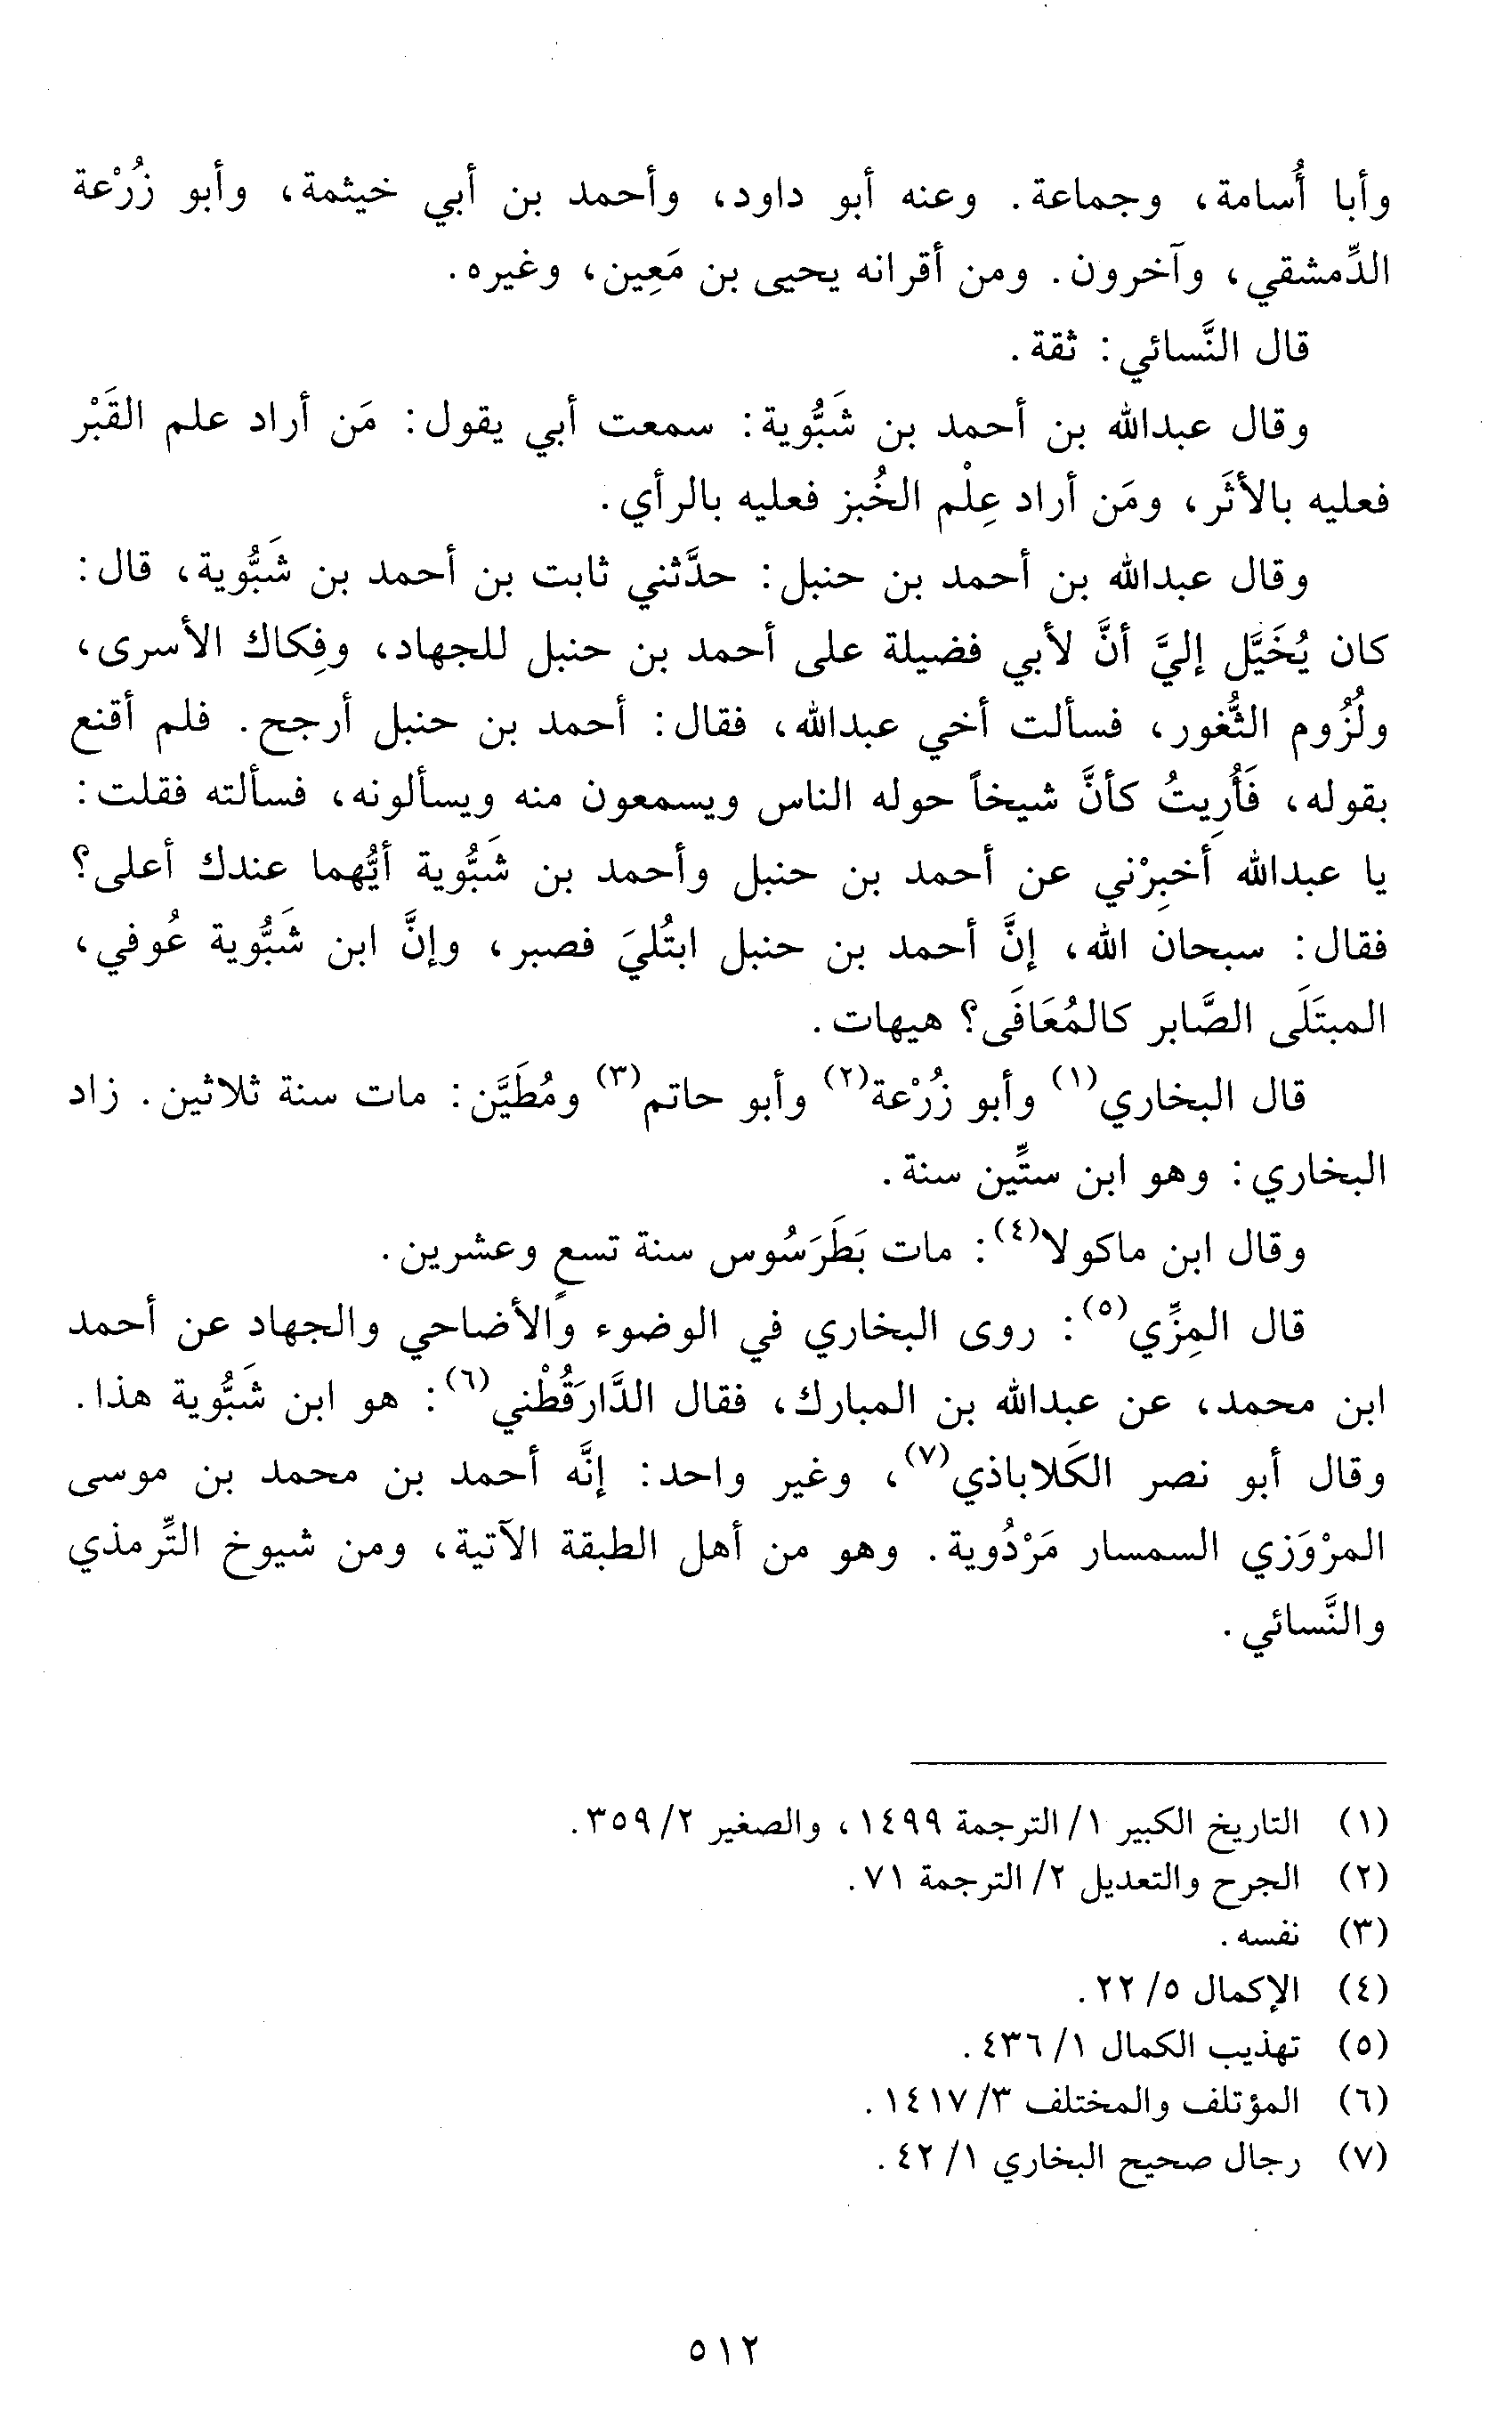 وأبا أُسامة، وجماعة. وعنه أبو داود، وأحمد بن أبي خيثمة، وأبو زُرْعة
الدِّمشقي، وآخرون. ومن أقرانه يحيى بن مَعِين، وغيره.
قال النَّسائي: ثقة.
وقال عبدالله بن أحمد بن شَبُّوية: سمعت أبي يقول: مَن أراد علم القَبْر
فعليه بالأثَر، ومَن أراد عِلْم الخُبز فعليه بالرأي.
وقال عبدالله بن أحمد بن حنبل: حدَّثني ثابت بن أحمد بن شَبُّوية، قال:
كان يُخَيَّل إليَّ أنَّ لأبي فضيلة على أحمد بن حنبل للجهاد، وفِكاك الأسرى،
ولُزُوم الثُّغور، فسألت أخي عبدالله، فقال: أحمد بن حنبل أرجح. فلم أقنع
بقوله، فَأُرِيتُ كأنَّ شيخاً حوله الناس ويسمعون منه ويسألونه، فسألته فقلت:
يا عبدالله أَخبِرْني عن أحمد بن حنبل وأحمد بن شَبُّوية أيُّهما عندك أعلى؟
فقال: سبحان الله، إنَّ أحمد بن حنبل ابتُليَ فصبر، وإنَّ ابن شَبُّوية عُوفي،
المبتَلَى الصَّابر كالمُعَافَى؟ هيهات.
قال البخاري(١) وأبو زُرْعة(٢) وأبو حاتم(٣) ومُطَيَّن: مات سنة ثلاثين. زاد
البخاري: وهو ابن ستِّين سنة.
وقال ابن ماكولا(٤): مات بَطَرَسُوس سنة تسعٍ وعشرين.
قال المِزِّي(٥): روى البخاري في الوضوء والأضاحي والجهاد عن أحمد
ابن محمد، عن عبدالله بن المبارك، فقال الدَّارَقُطْني(٦): هو ابن شَبُّوية هذا.
وقال أبو نصر الكَلاباذي(٧)، وغير واحد: إنَّه أحمد بن محمد بن موسى
المرْوَزي السمسار مَرْدُوية. وهو من أهل الطبقة الآتية، ومن شيوخ التِّرمذي
والنَّسائي.
(١) التاريخ الكبير ١/ الترجمة ١٤٩٩، والصغير ٢/ ٣٥٩.
(٢) الجرح والتعديل ٢/ الترجمة ٧١.
(٣) نفسه.
(٤) الإكمال ٥/ ٢٢.
(٥) تهذيب الكمال ١/ ٤٣٦.
(٦) المؤتلف والمختلف ٣/ ١٤١٧.
(٧) رجال صحيح البخاري ١/ ٤٢.
٥١٢